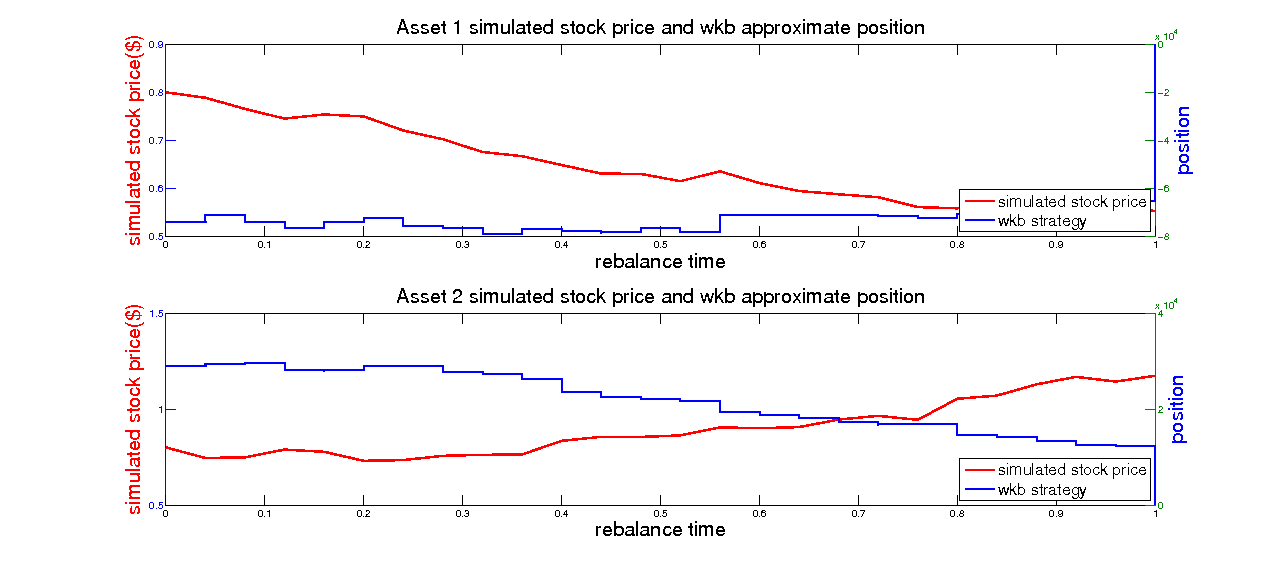 Asset 1 simulated stock price and wkb approximate position
x 10^4
simulated stock price($)
0.9
0.8
0.7
0.6
0.5
0
−2
−4
−6
−8
position
simulated stock price
wkb strategy
0 0.1 0.2 0.3 0.4 0.5 0.6 0.7 0.8 0.9 1
rebalance time
Asset 2 simulated stock price and wkb approximate position
x 10^4
simulated stock price($)
1.5
1
0.5
4
2
0
position
simulated stock price
wkb strategy
0 0.1 0.2 0.3 0.4 0.5 0.6 0.7 0.8 0.9 1
rebalance time